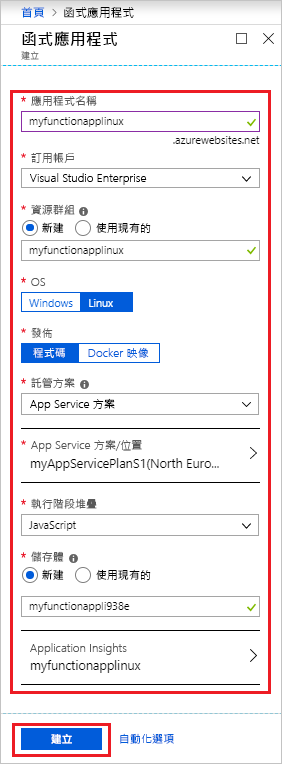 首頁 > 函式應用程式
函式應用程式
建立
* 應用程式名稱
myfunctionapplinux
.azurewebsites.net
* 訂用帳戶
Visual Studio Enterprise
* 資源群組
新建 使用現有的
myfunctionapplinux
* OS
Windows Linux
* 發佈
程式碼 Docker 映像
* 託管方案
App Service 方案
* App Service 方案/位置
myAppServicePlanS1(North Euro...
* 執行階段堆疊
JavaScript
* 儲存體
新建 使用現有的
myfunctionappli938e
Application Insights
myfunctionapplinux
建立 自動化選項